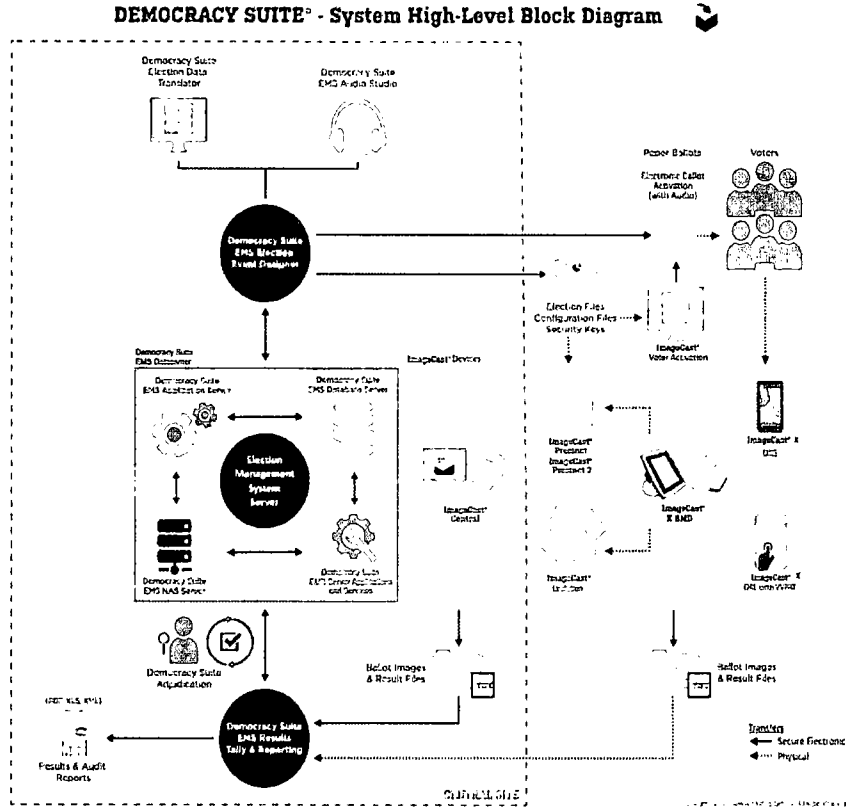 DEMOCRACY SUITE® - System High-Level Block Diagram
Democracy Suite
Election Data
Translator
Democracy Suite
EMS Audio Studio
Paper Ballots
Voters
Electronic Ballot
Activation
(with Audio)
Democracy Suite
EMS Election
Event Designer
Election Files
Configuration Files
Security Keys
ImageCast®
Voter Activation
Democracy Suite
EMS Datacenter
ImageCast® Devices
Democracy Suite
EMS Application Server
Democracy Suite
EMS Database Server
Election
Management
System
Server
ImageCast®
Central
ImageCast®
Precinct
ImageCast®
Precinct 2
ImageCast®
X BMD
ImageCast® X
ImageCast®
ImageCast® X
Democracy Suite
EMS NAS Server
Democracy Suite
EMS Server Applications
and Services
Democracy Suite
Adjudication
Ballot Images
& Result Files
Ballot Images
& Result Files
Democracy Suite
EMS Results
Tally & Reporting
Results & Audit
Reports
Transfers
Secure Electronic
Physical